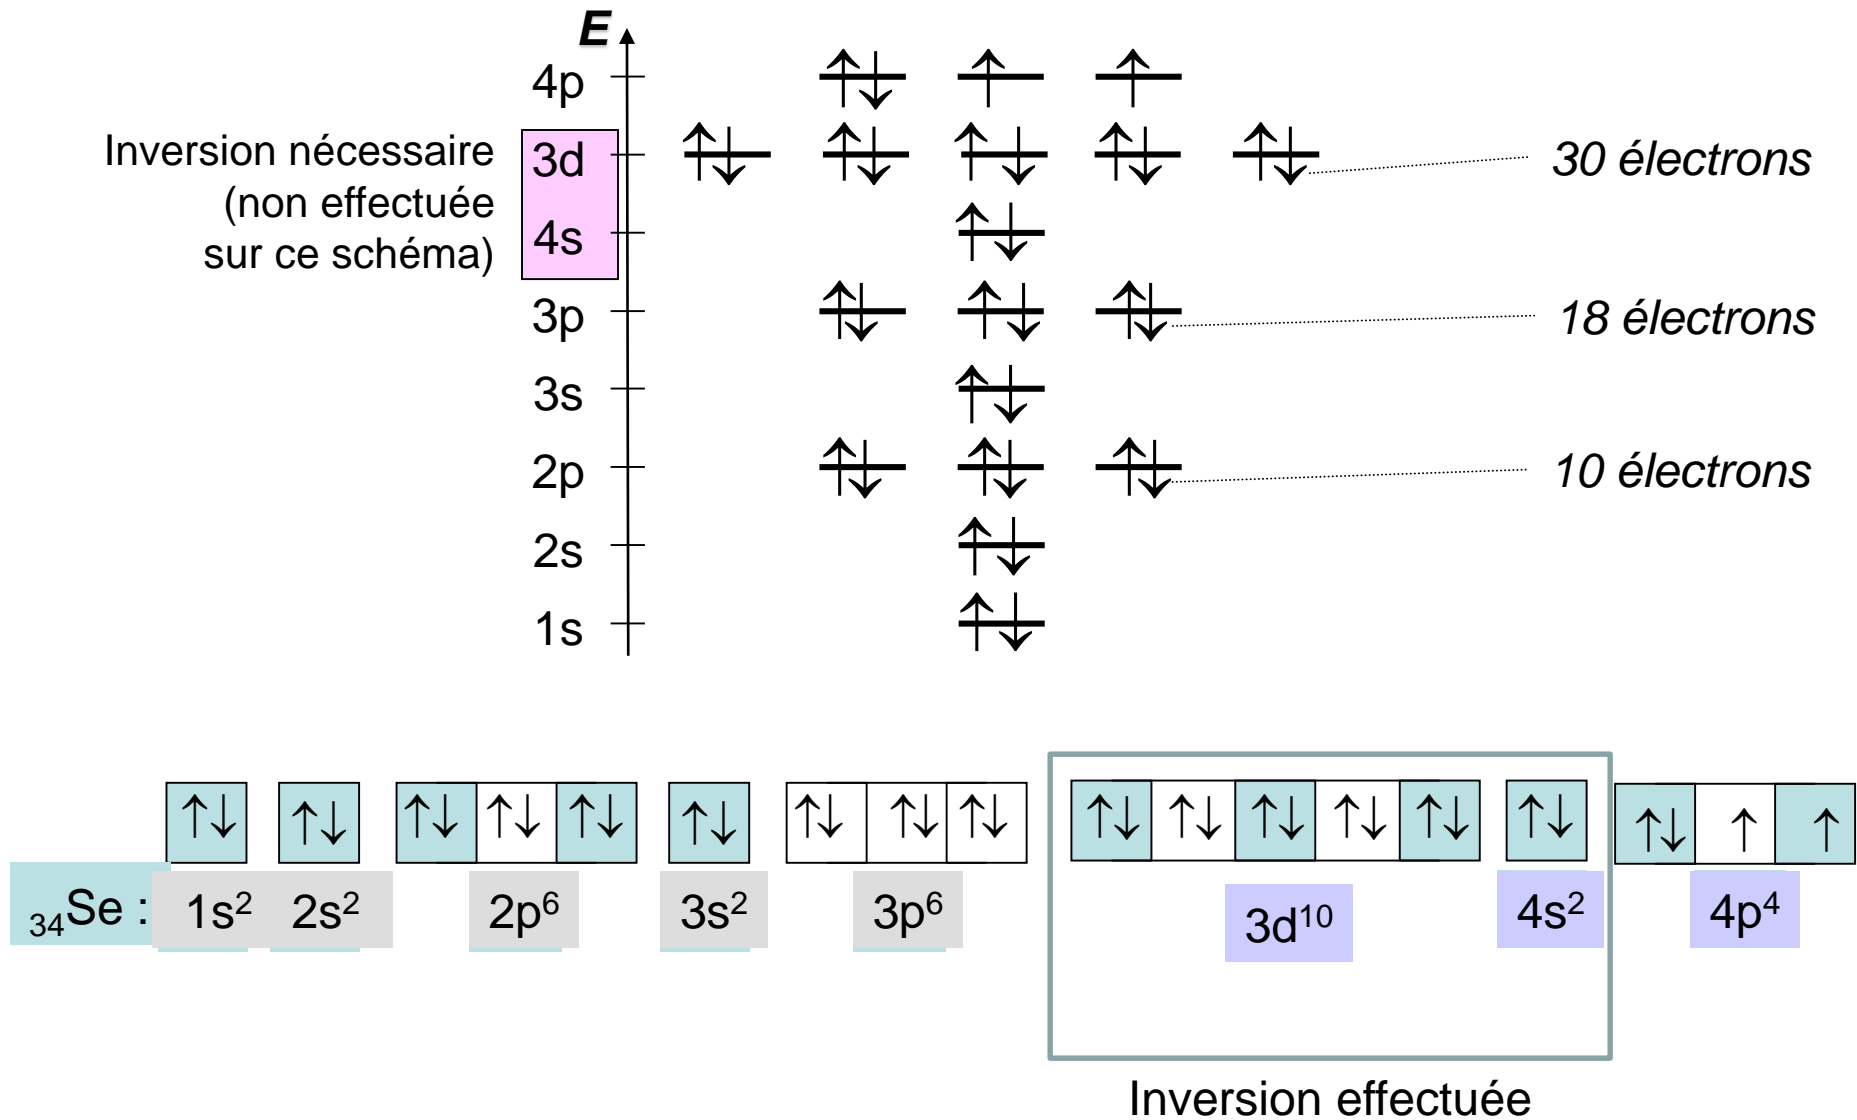 E
4p
Inversion nécessaire
(non effectuée
sur ce schéma)
3d
30 électrons
4s
3p
18 électrons
3s
2p
10 électrons
2s
1s
↑↓ ↑↓ ↑↓ ↑↓ ↑↓ ↑↓ ↑↓ ↑↓ ↑↓ ↑↓ ↑↓ ↑↓ ↑↓ ↑↓ ↑↓ ↑↓ ↑ ↑
₃₄Se : 1s² 2s² 2p⁶ 3s² 3p⁶ 3d¹⁰ 4s² 4p⁴
Inversion effectuée